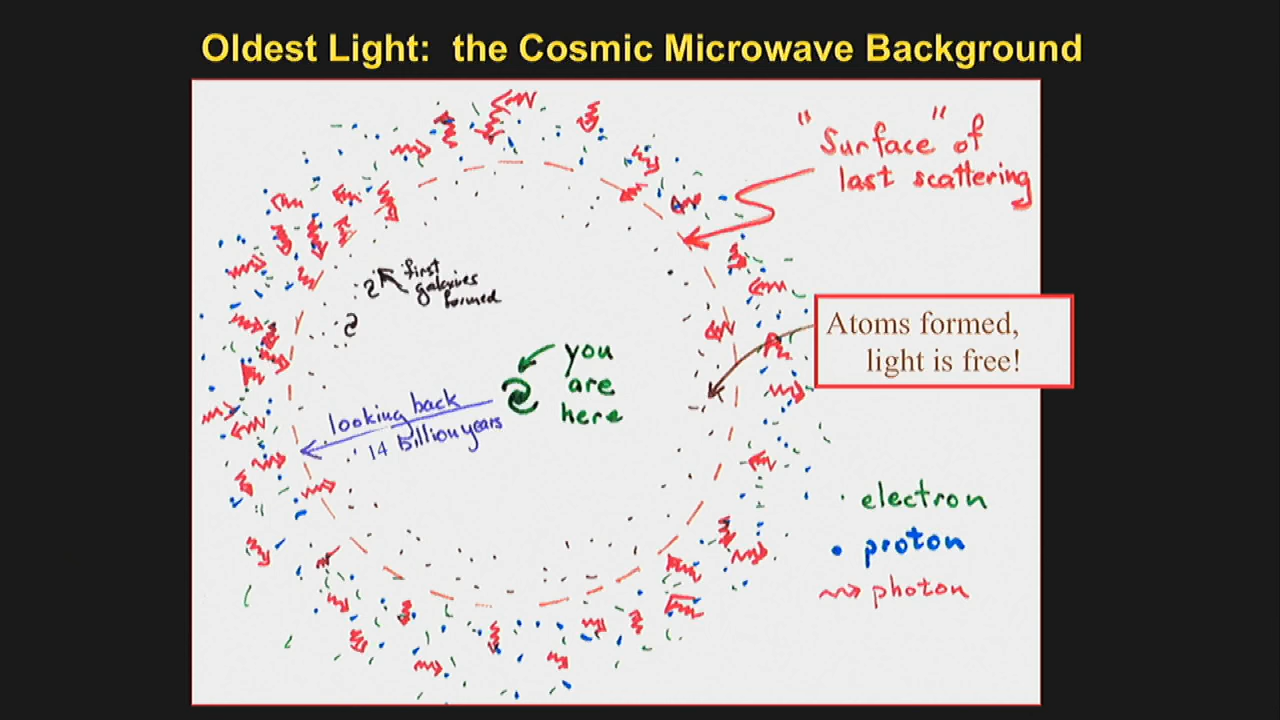 Oldest Light:  the Cosmic Microwave Background
"Surface" of
last scattering
first
galaxies
formed
Atoms formed,
light is free!
you
are
here
looking back
14 Billion years
electron
proton
photon